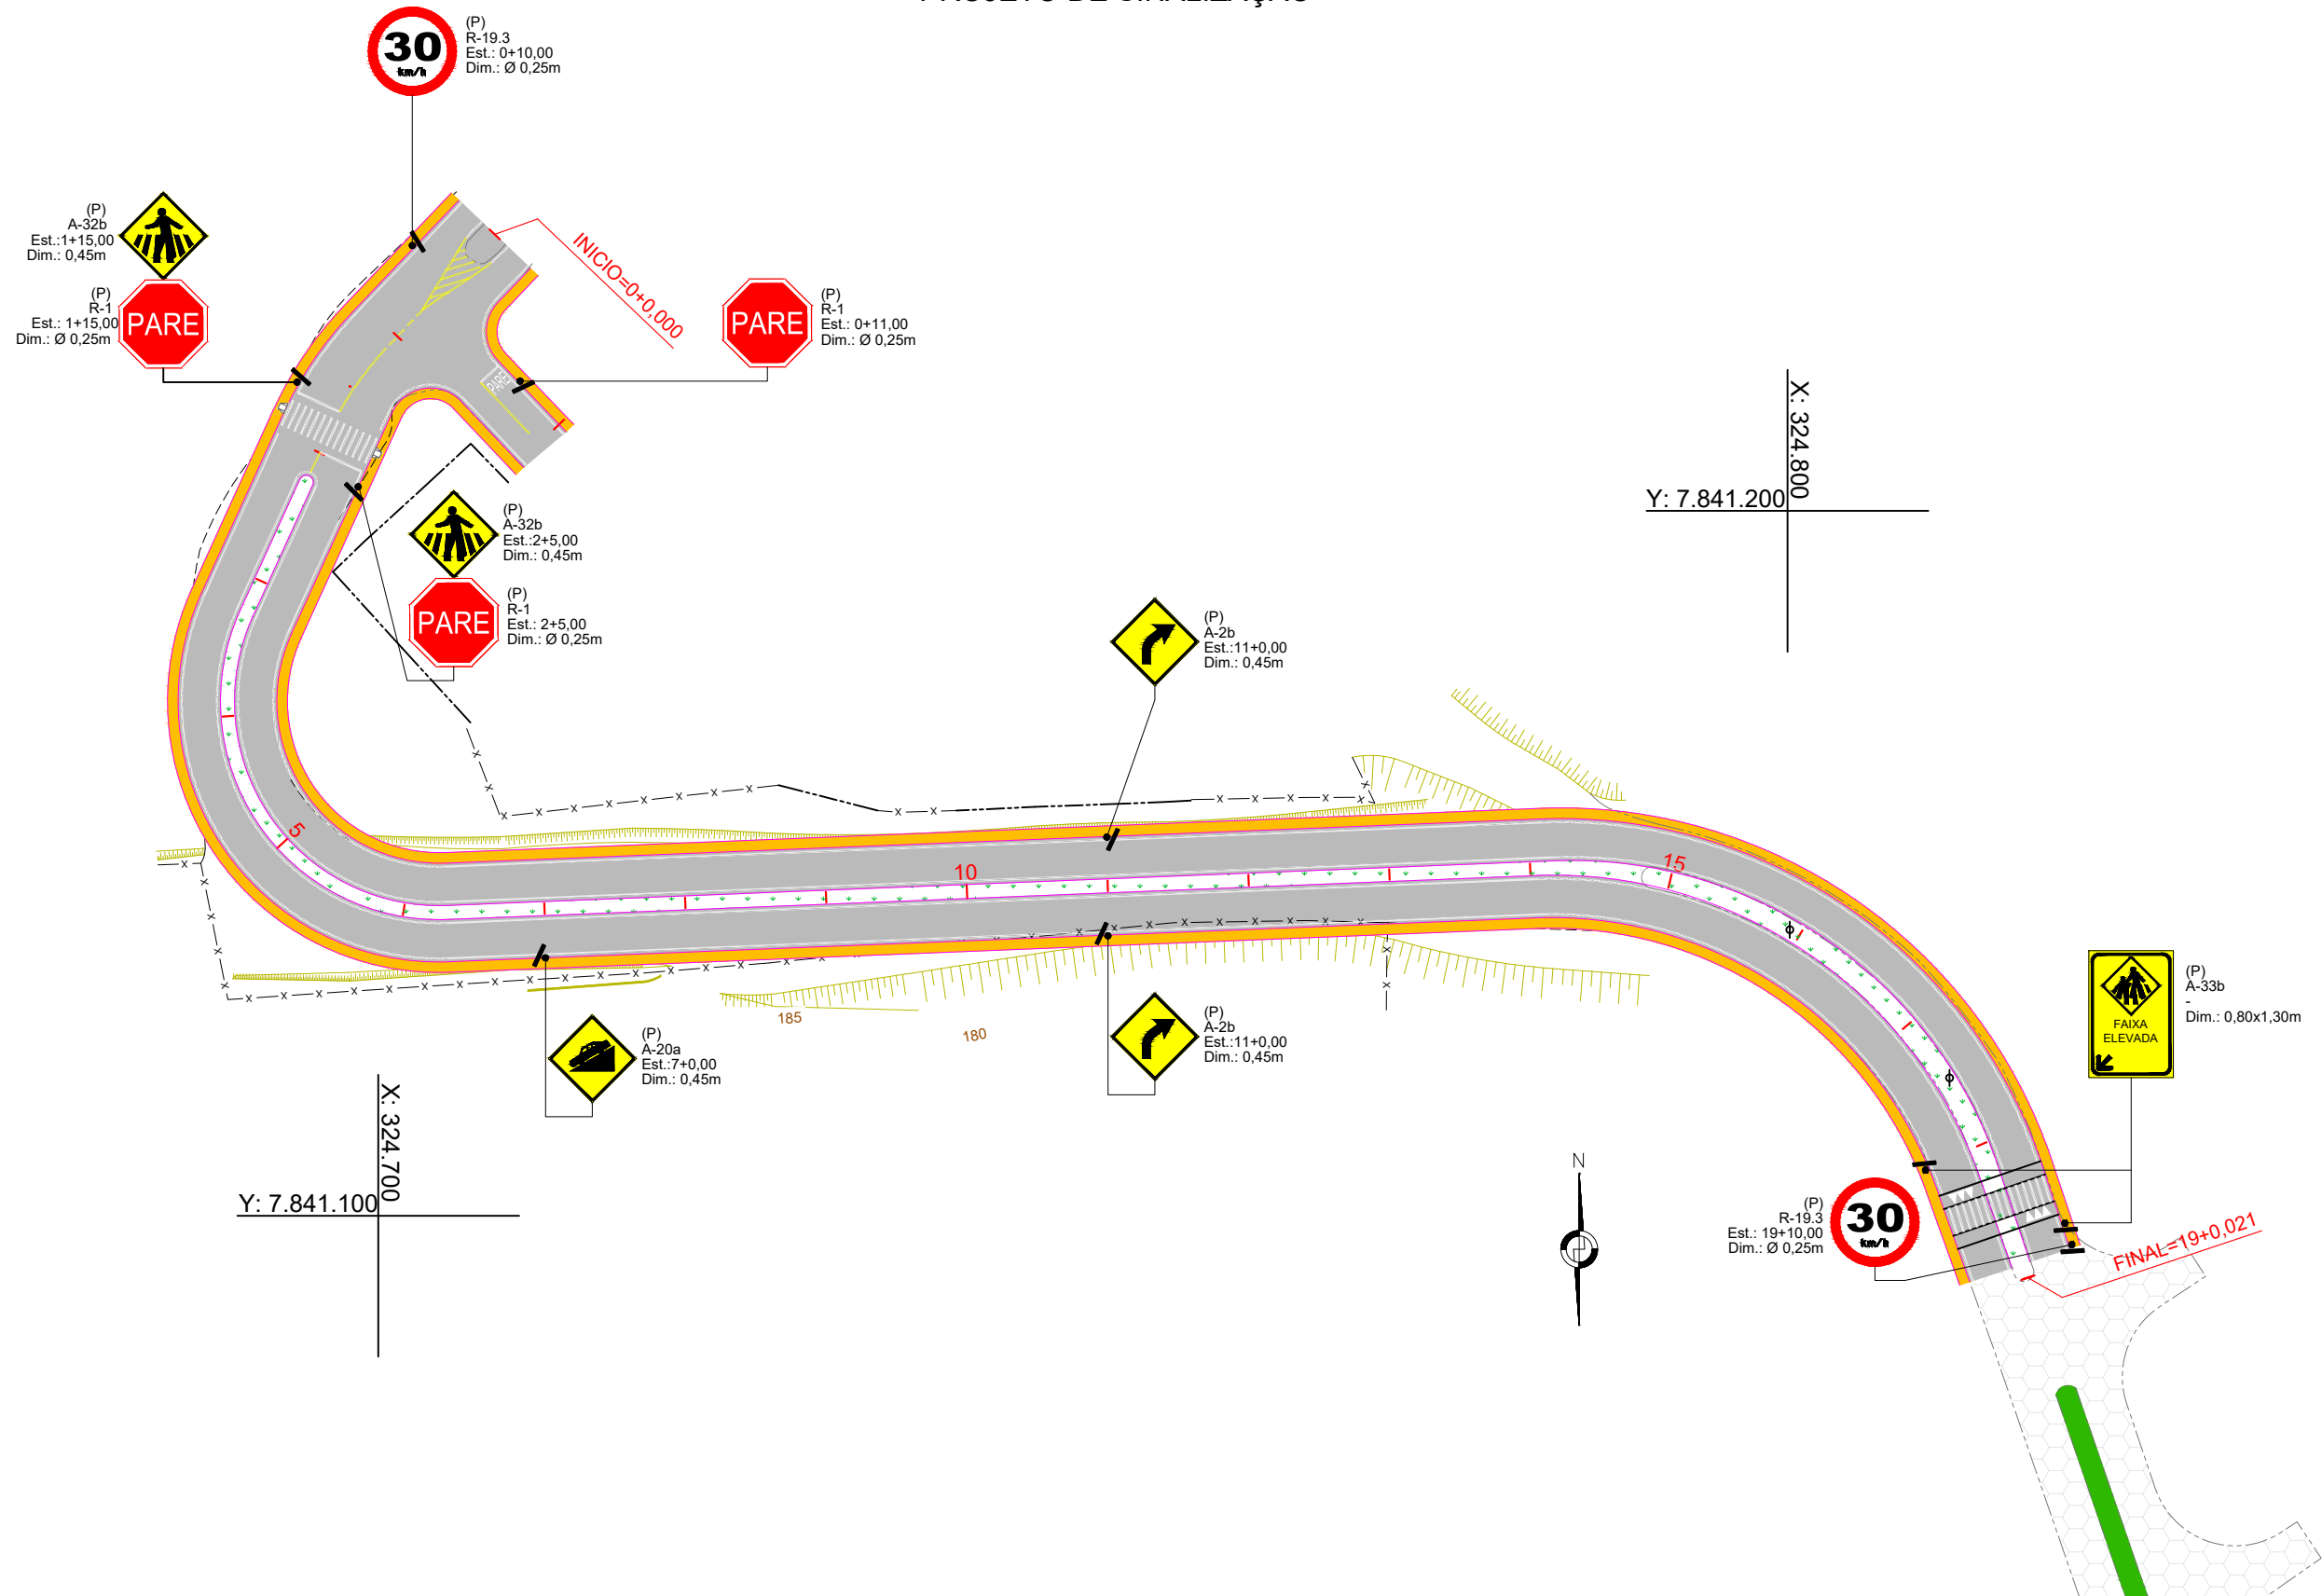 (P)
R-19.3
Est.: 0+10,00
Dim.: Ø 0,25m
30
km/h
(P)
A-32b
Est.:1+15,00
Dim.: 0,45m
(P)
R-1
Est.: 1+15,00
Dim.: Ø 0,25m
PARE
INICIO=0+0,000
PARE
(P)
R-1
Est.: 0+11,00
Dim.: Ø 0,25m
PARE
X: 324.800
Y: 7.841.200
(P)
A-32b
Est.:2+5,00
Dim.: 0,45m
PARE
(P)
R-1
Est.: 2+5,00
Dim.: Ø 0,25m
(P)
A-2b
Est.:11+0,00
Dim.: 0,45m
5
10
15
185
180
(P)
A-20a
Est.:7+0,00
Dim.: 0,45m
(P)
A-2b
Est.:11+0,00
Dim.: 0,45m
FAIXA
ELEVADA
(P)
A-33b
-
Dim.: 0,80x1,30m
X: 324.700
Y: 7.841.100
N
(P)
R-19.3
Est.: 19+10,00
Dim.: Ø 0,25m
30
km/h
FINAL=19+0,021